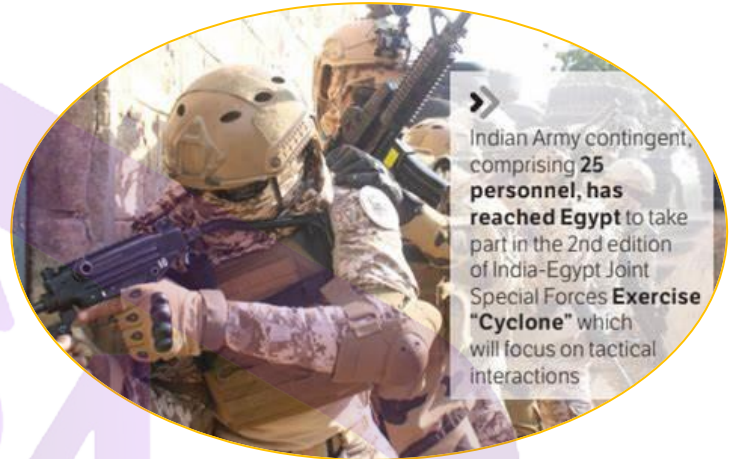 Indian Army contingent,
comprising 25
personnel, has
reached Egypt to take
part in the 2nd edition
of India-Egypt Joint
Special Forces Exercise
"Cyclone" which
will focus on tactical
interactions